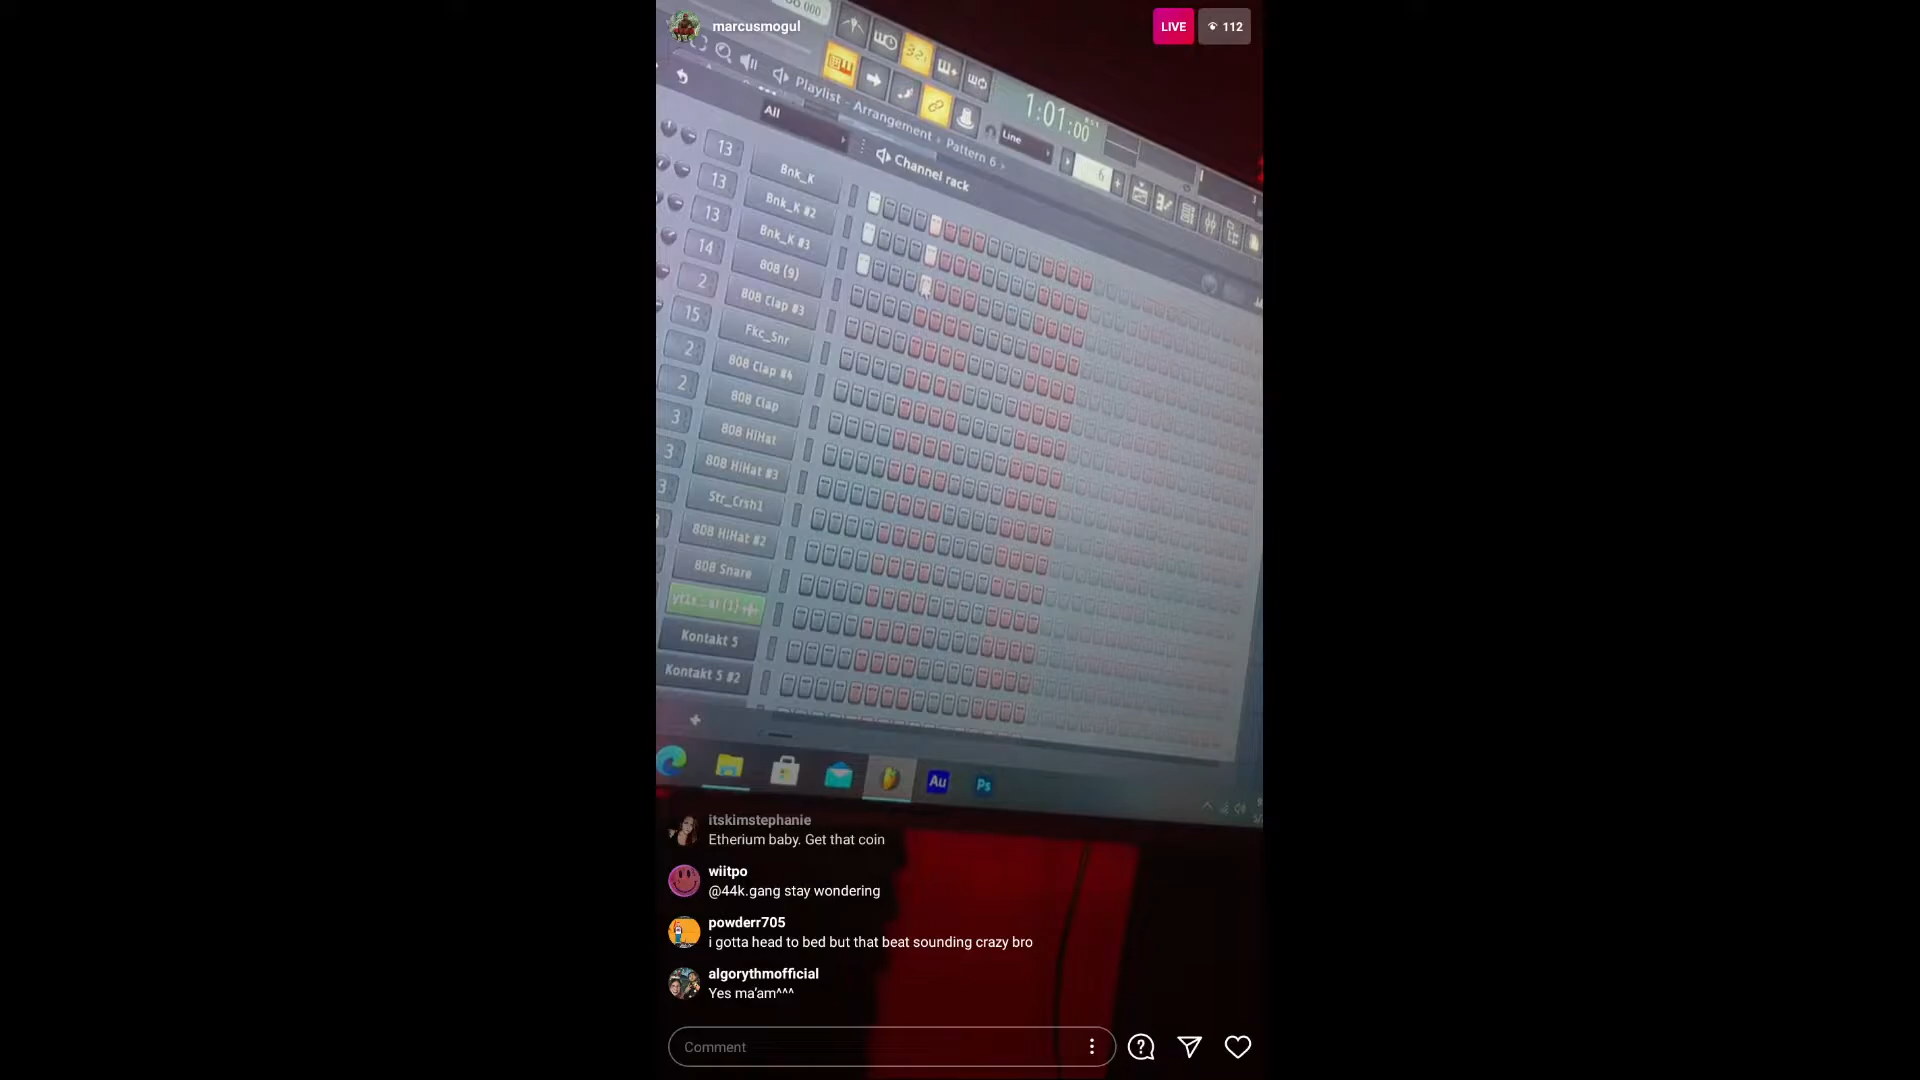 marcusmogul
LIVE
112
1:01:00
Playlist - Arrangement › Pattern 6 ›
Line
All
Channel rack
6
13
Bnk_K
13
Bnk_K #2
13
Bnk_K #3
14
808 (9)
2
808 Clap #3
15
Fkc_Snr
2
808 Clap #4
2
808 Clap
3
808 HiHat
3
808 HiHat #3
3
Str_Crsh1
808 HiHat #2
808 Snare
Kontakt 5
Kontakt 5 #2
Au
Ps
itskimstephanie
Etherium baby. Get that coin
wiitpo
@44k.gang stay wondering
powderr705
i gotta head to bed but that beat sounding crazy bro
algorythmofficial
Yes ma'am^^^
Comment